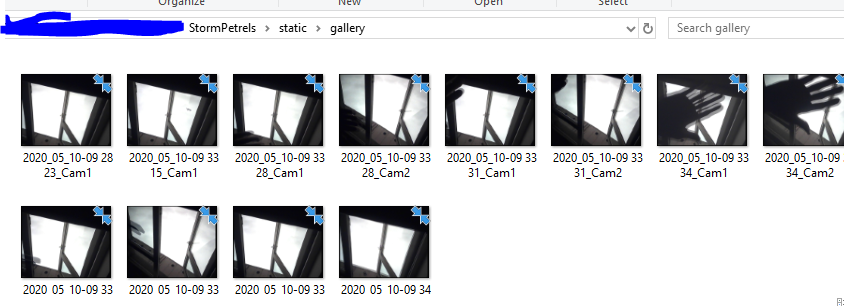 Organize New Open Select
StormPetrels > static > gallery
Search gallery
2020_05_10-09 28
23_Cam1
2020_05_10-09 33
15_Cam1
2020_05_10-09 33
28_Cam1
2020_05_10-09 33
28_Cam2
2020_05_10-09 33
31_Cam1
2020_05_10-09 33
31_Cam2
2020_05_10-09 33
34_Cam1
2020_05_10-09 33
34_Cam2
2020_05_10-09 33
2020_05_10-09 33
2020_05_10-09 33
2020_05_10-09 34